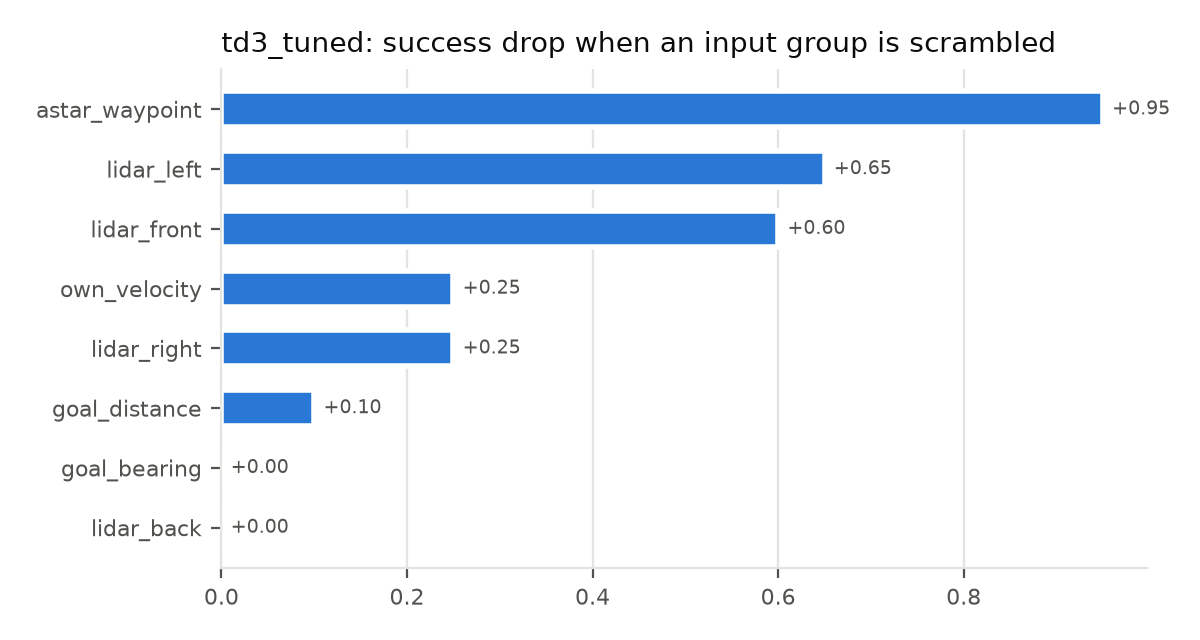 td3_tuned: success drop when an input group is scrambled
astar_waypoint +0.95
lidar_left +0.65
lidar_front +0.60
own_velocity +0.25
lidar_right +0.25
goal_distance +0.10
goal_bearing +0.00
lidar_back +0.00
0.0 0.2 0.4 0.6 0.8